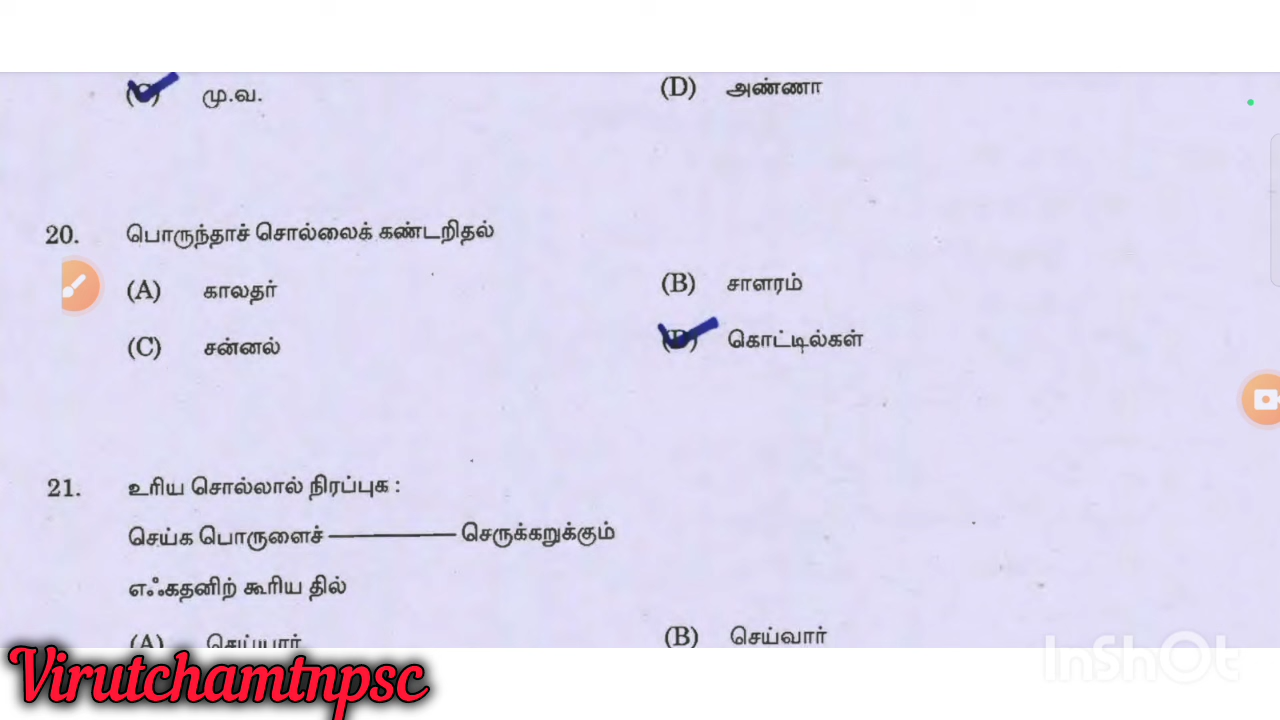 (C) மு.வ.
(D) அண்ணா
20. பொருந்தாச் சொல்லைக் கண்டறிதல்
(A) காலதர்
(B) சாளரம்
(C) சன்னல்
(D) கொட்டில்கள்
21. உரிய சொல்லால் நிரப்புக :
செய்க பொருளைச் ———— செருக்கறுக்கும்
எஃகதனிற் கூரிய தில்
(A) செய்யார்
(B) செய்வார்
Virutchamtnpsc
InShOt